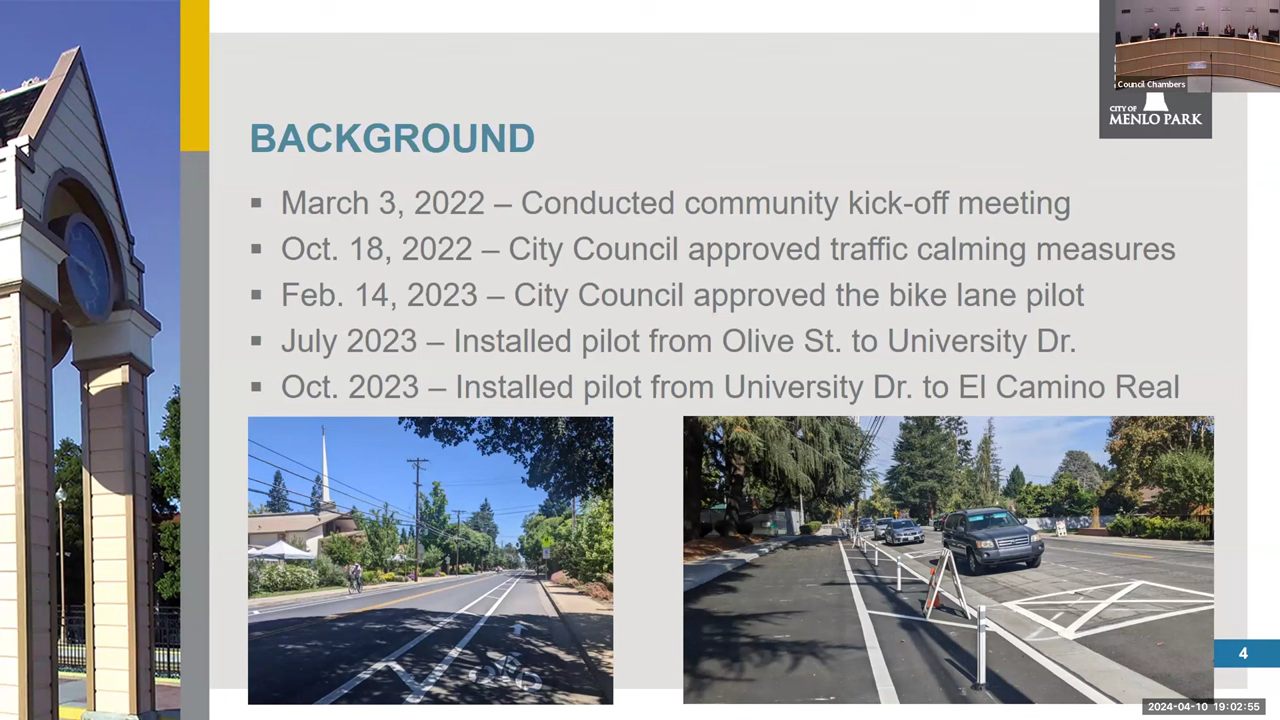 Council Chambers
CITY OF
MENLO PARK
BACKGROUND
▪ March 3, 2022 – Conducted community kick-off meeting
▪ Oct. 18, 2022 – City Council approved traffic calming measures
▪ Feb. 14, 2023 – City Council approved the bike lane pilot
▪ July 2023 – Installed pilot from Olive St. to University Dr.
▪ Oct. 2023 – Installed pilot from University Dr. to El Camino Real
4
2024-04-10 19:02:55